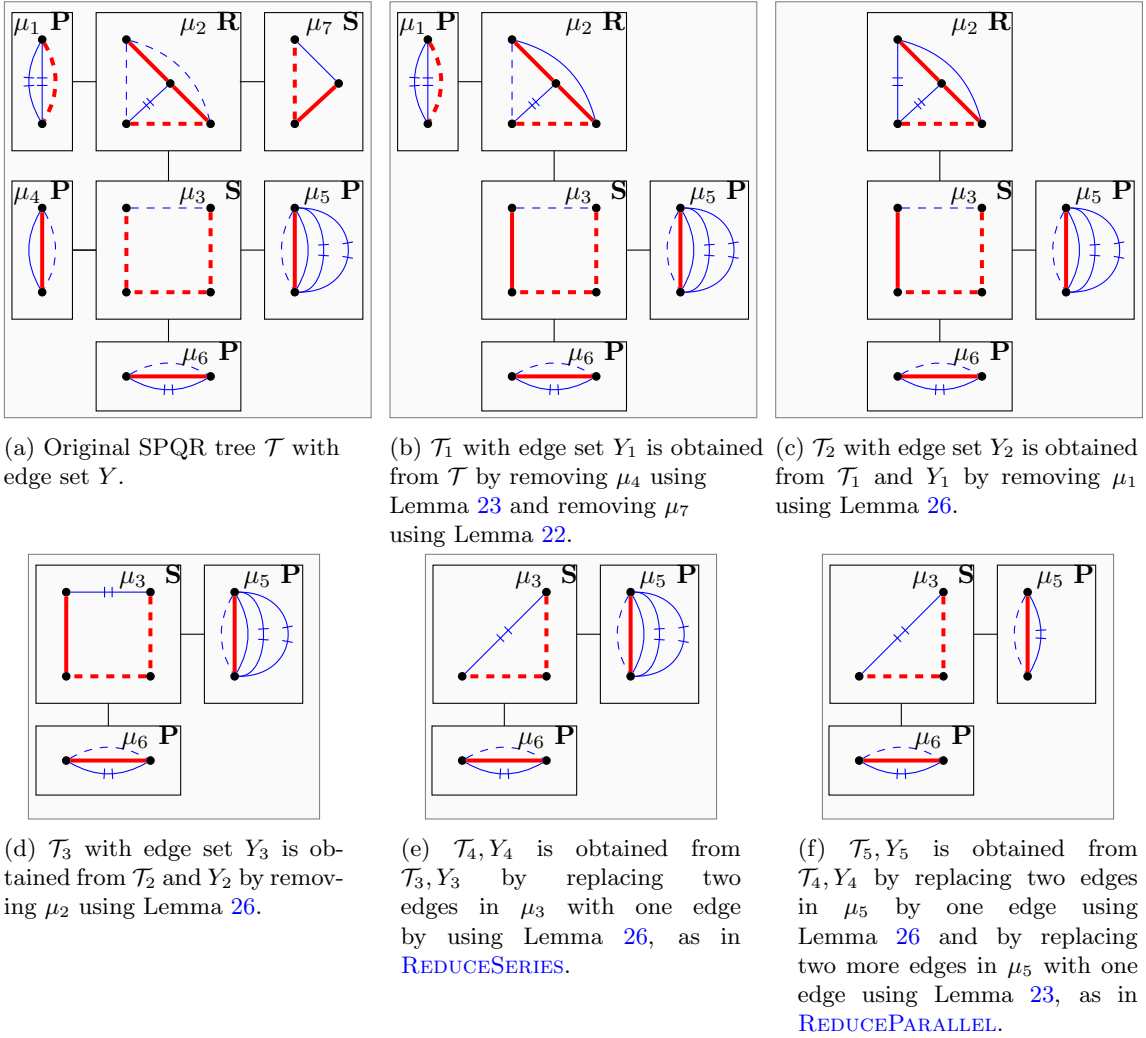 μ1 P μ2 R μ7 S
μ4 P μ3 S μ5 P
μ6 P
μ1 P μ2 R
μ3 S μ5 P
μ6 P
μ2 R
μ3 S μ5 P
μ6 P
(a) Original SPQR tree 𝒯 with
edge set Y.
(b) 𝒯1 with edge set Y1 is obtained
from 𝒯 by removing μ4 using
Lemma 23 and removing μ7
using Lemma 22.
(c) 𝒯2 with edge set Y2 is obtained
from 𝒯1 and Y1 by removing μ1
using Lemma 26.
μ3 S μ5 P
μ6 P
μ3 S μ5 P
μ6 P
μ3 S μ5 P
μ6 P
(d) 𝒯3 with edge set Y3 is ob-
tained from 𝒯2 and Y2 by remov-
ing μ2 using Lemma 26.
(e) 𝒯4, Y4 is obtained from
𝒯3, Y3 by replacing two
edges in μ3 with one edge
by using Lemma 26, as in
REDUCESERIES.
(f) 𝒯5, Y5 is obtained from
𝒯4, Y4 by replacing two edges
in μ5 by one edge using
Lemma 26 and by replacing
two more edges in μ5 with one
edge using Lemma 23, as in
REDUCEPARALLEL.